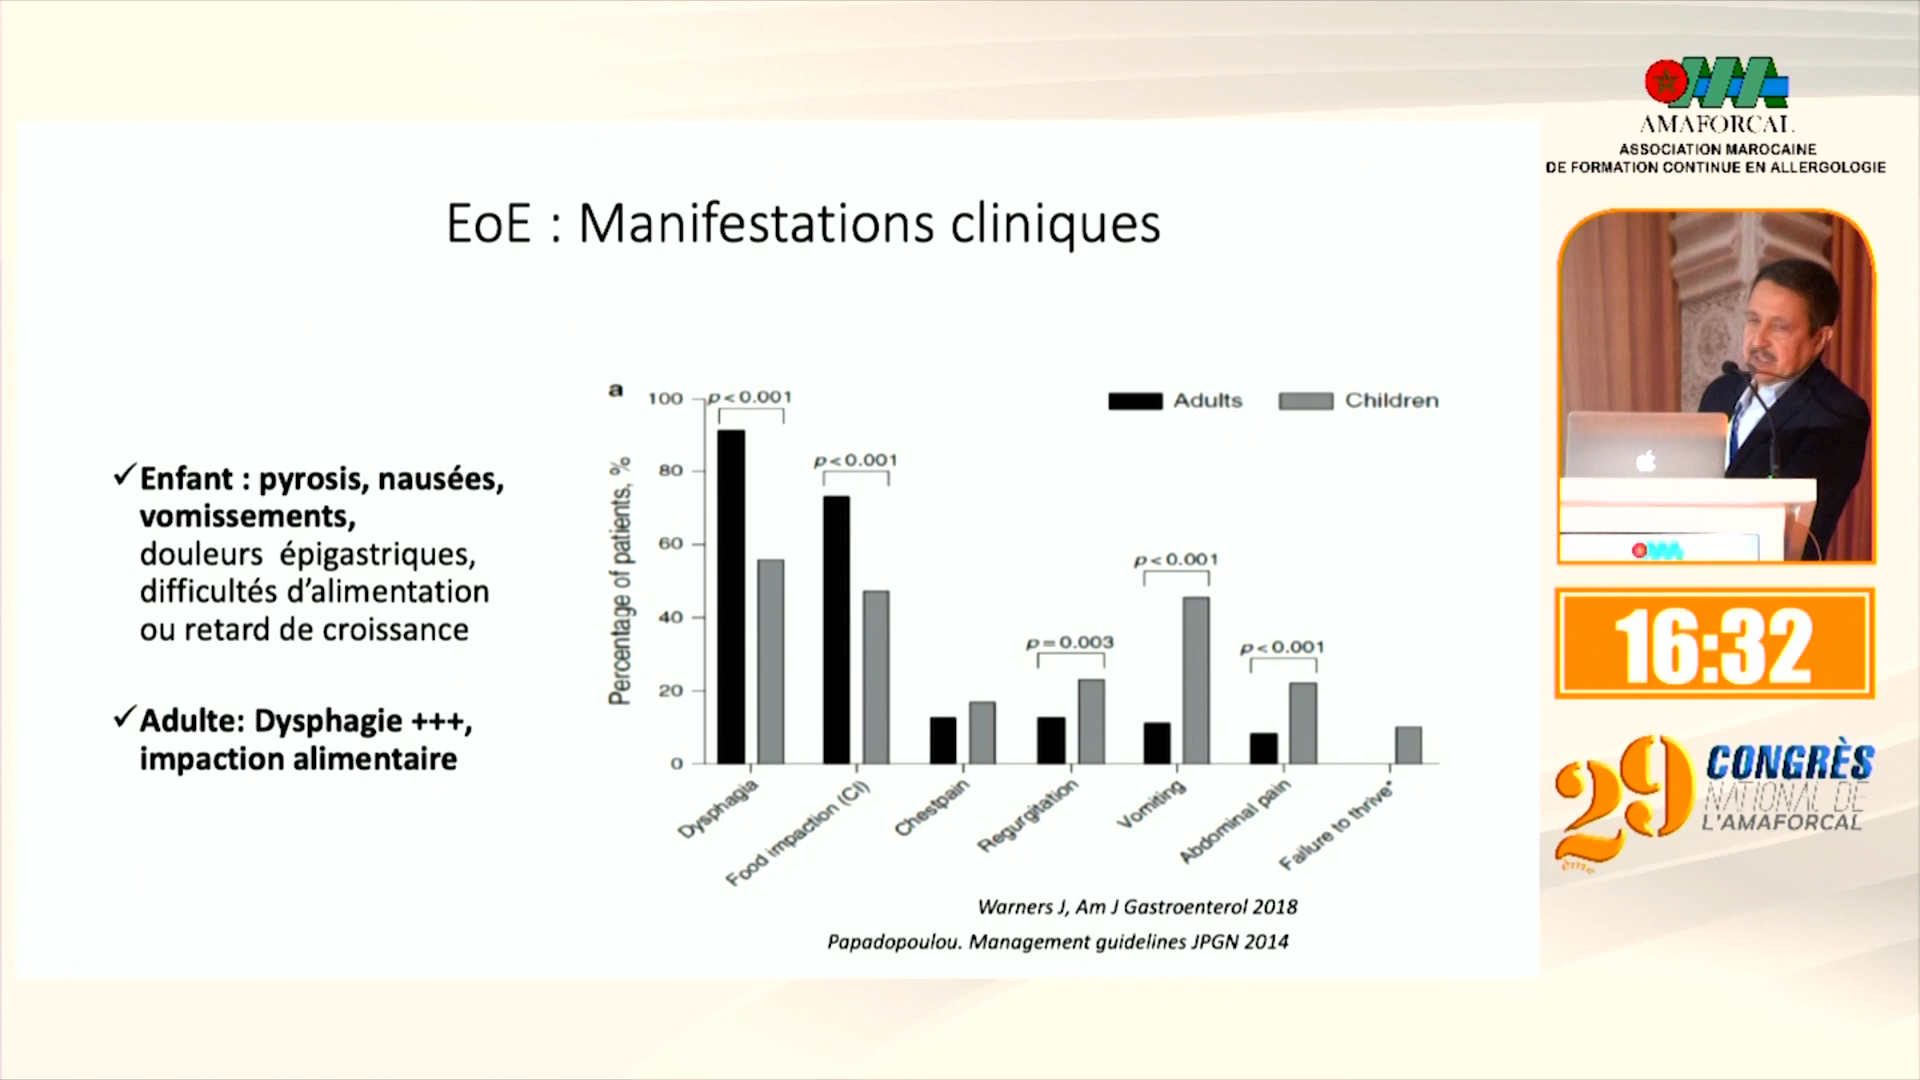 AMAFORCAL
ASSOCIATION MAROCAINE
DE FORMATION CONTINUE EN ALLERGOLOGIE
EoE : Manifestations cliniques
✓Enfant : pyrosis, nausées,
vomissements,
douleurs épigastriques,
difficultés d’alimentation
ou retard de croissance
✓Adulte: Dysphagie +++,
impaction alimentaire
a
Adults
Children
Percentage of patients, %
100
80
60
40
20
0
p<0.001
p<0.001
p=0.003
p<0.001
p<0.001
Dysphagia
Food impaction (CI)
Chestpain
Regurgitation
Vomiting
Abdominal pain
Failure to thrive*
Warners J, Am J Gastroenterol 2018
Papadopoulou. Management guidelines JPGN 2014
16:32
29ème
CONGRÈS
NATIONAL DE
L'AMAFORCAL